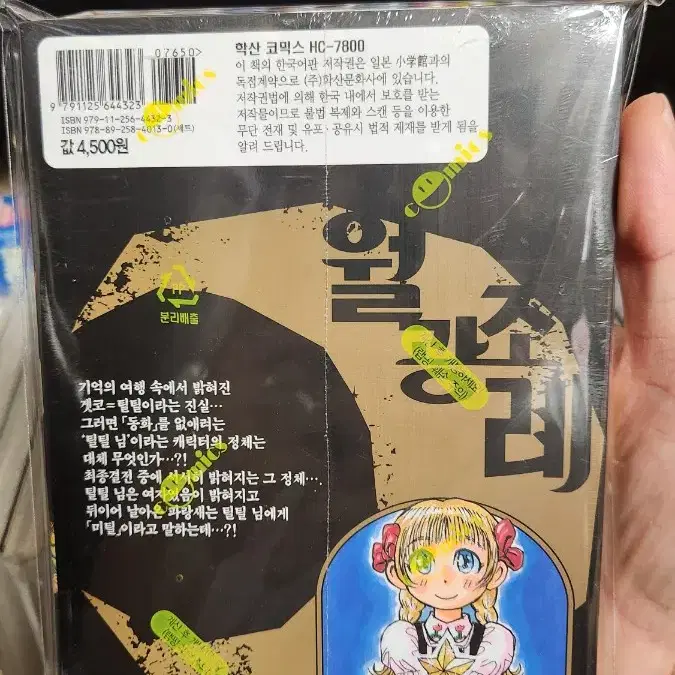 07650
학산 코믹스 HC-7800
이 책의 한국어판 저작권은 일본 小学館과의
독점계약으로 (주)학산문화사에 있습니다.
저작권법에 의해 한국 내에서 보호를 받는
저작물이므로 불법 복제와 스캔 등을 이용한
무단 전재 및 유포·공유시 법적 제재를 받게 됨을
알려 드립니다.
9 791125 644323
ISBN 979-11-256-4432-3
ISBN 978-89-258-4013-0(세트)
값 4,500원
comics
월광조례
분리배출
기억의 여행 속에서 밝혀진
겟코=틸틸이라는 진실…
그러면 「동화」를 없애려는
'틸틸 님'이라는 캐릭터의 정체는
대체 무엇인가…?!
최종결전 중에 밝혀지는 그 정체….
틸틸 님은 밝혀지고
뒤이어 파랑새는 틸틸 님에게
「미틸」이라고 말하는데…?!
comics